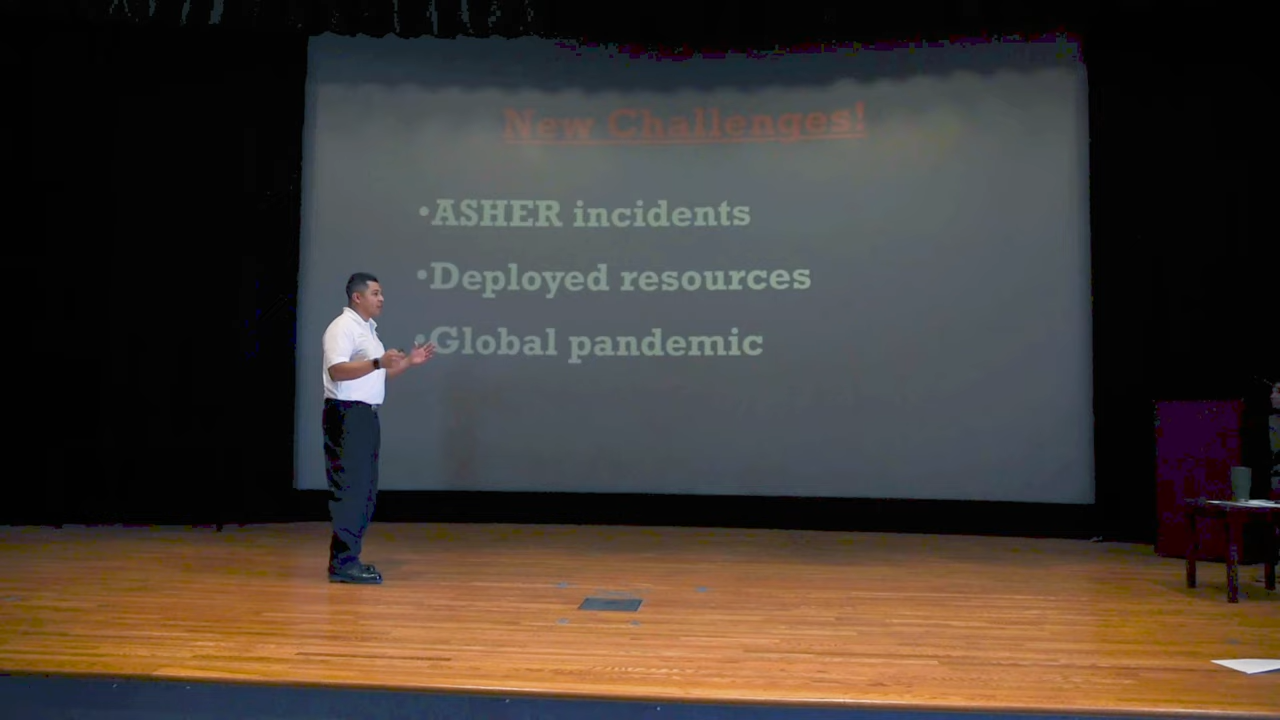 New Challenges!
•ASHER incidents
•Deployed resources
•Global pandemic